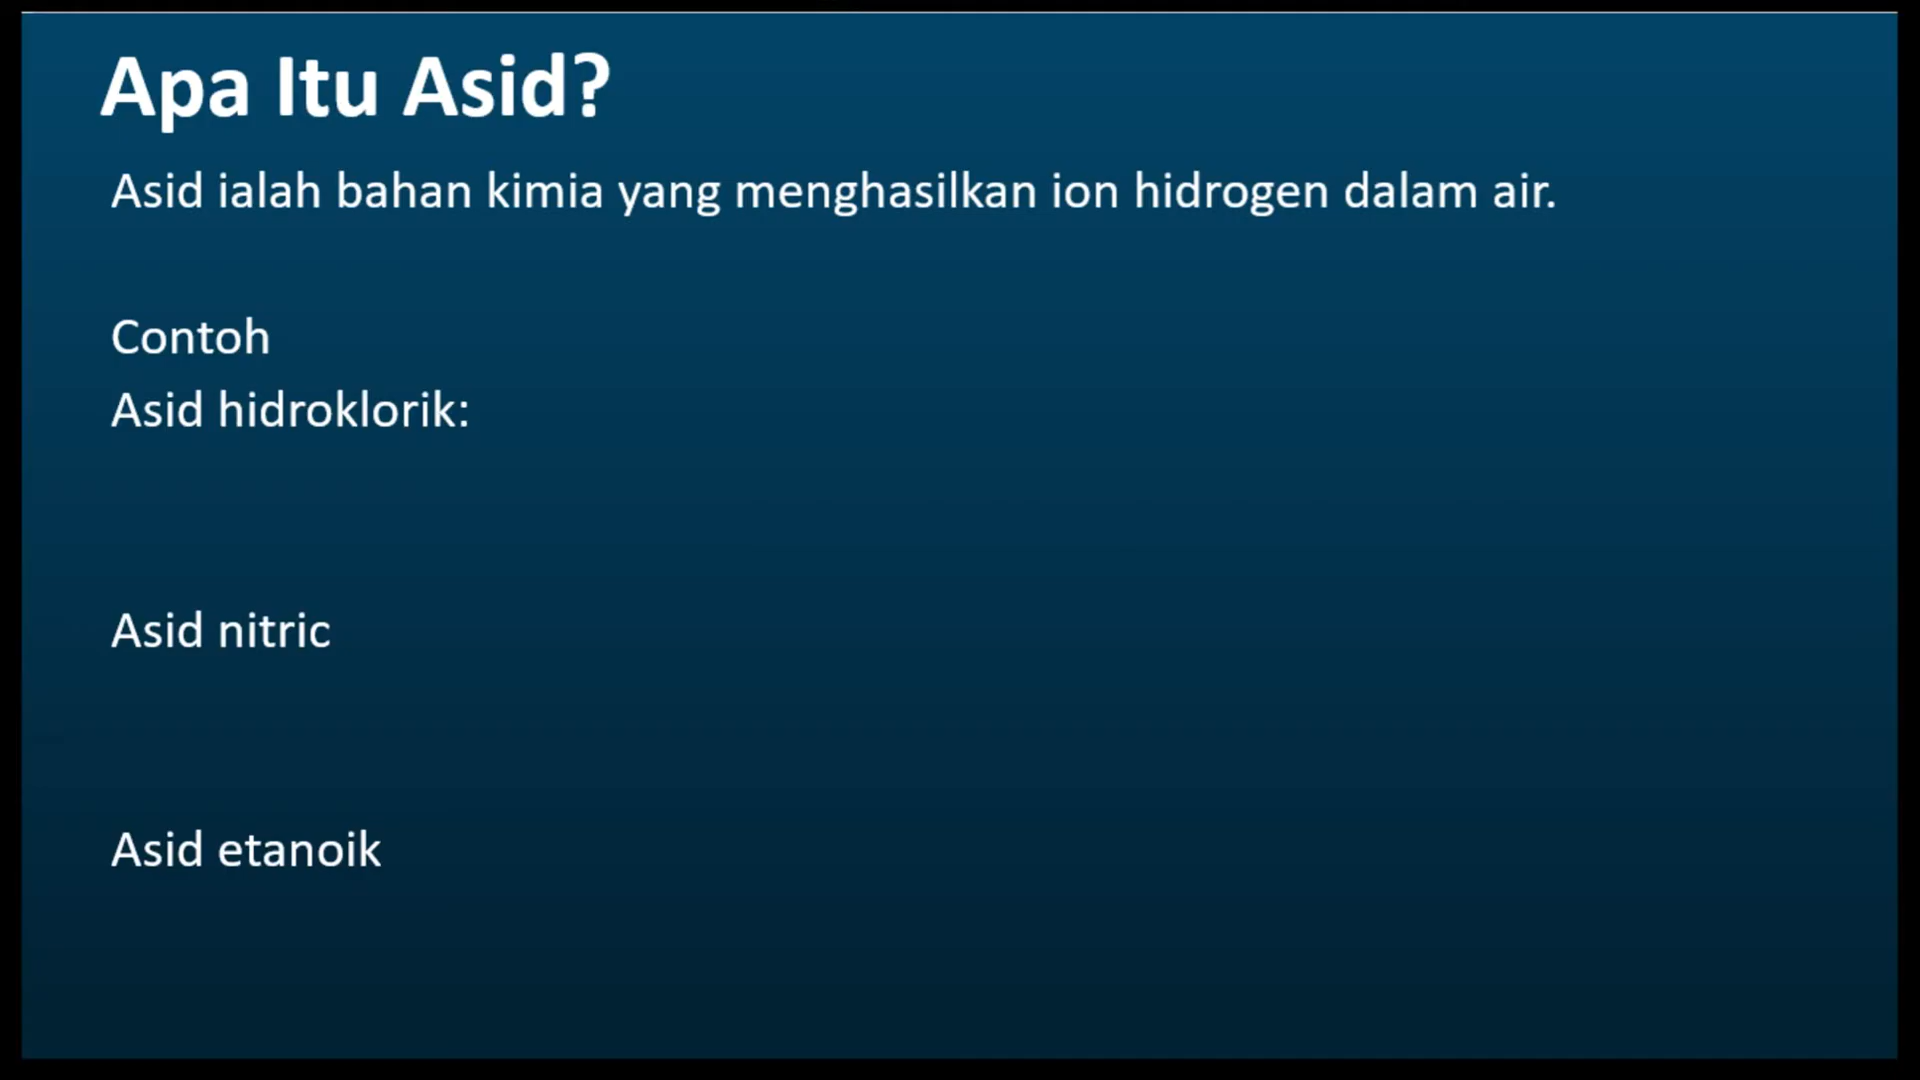 Apa Itu Asid?
Asid ialah bahan kimia yang menghasilkan ion hidrogen dalam air.
Contoh
Asid hidroklorik:
Asid nitric
Asid etanoik